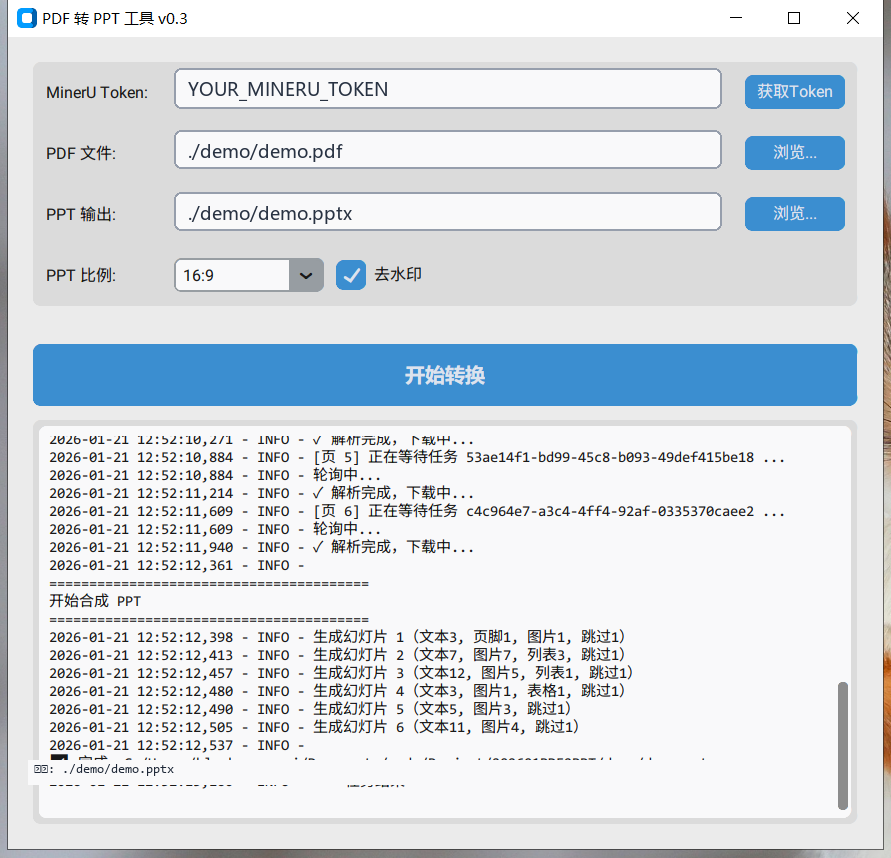 PDF 转 PPT 工具 v0.3
MinerU Token: YOUR_MINERU_TOKEN 获取Token
PDF 文件: ./demo/demo.pdf 浏览...
PPT 输出: ./demo/demo.pptx 浏览...
PPT 比例: 16:9 去水印
开始转换
2026-01-21 12:52:10,271 - INFO - ✓ 解析完成，下载中...
2026-01-21 12:52:10,884 - INFO - [页 5] 正在等待任务 53ae14f1-bd99-45c8-b093-49def415be18 ...
2026-01-21 12:52:10,884 - INFO - 轮询中...
2026-01-21 12:52:11,214 - INFO - ✓ 解析完成，下载中...
2026-01-21 12:52:11,609 - INFO - [页 6] 正在等待任务 c4c964e7-a3c4-4ff4-92af-0335370caee2 ...
2026-01-21 12:52:11,609 - INFO - 轮询中...
2026-01-21 12:52:11,940 - INFO - ✓ 解析完成，下载中...
2026-01-21 12:52:12,361 - INFO -
========================================
开始合成 PPT
========================================
2026-01-21 12:52:12,398 - INFO - 生成幻灯片 1（文本3, 页脚1, 图片1, 跳过1）
2026-01-21 12:52:12,413 - INFO - 生成幻灯片 2（文本7, 图片7, 列表3, 跳过1）
2026-01-21 12:52:12,457 - INFO - 生成幻灯片 3（文本12, 图片5, 列表1, 跳过1）
2026-01-21 12:52:12,480 - INFO - 生成幻灯片 4（文本3, 图片1, 表格1, 跳过1）
2026-01-21 12:52:12,490 - INFO - 生成幻灯片 5（文本5, 图片3, 跳过1）
2026-01-21 12:52:12,505 - INFO - 生成幻灯片 6（文本11, 图片4, 跳过1）
2026-01-21 12:52:12,537 - INFO -
: ./demo/demo.pptx